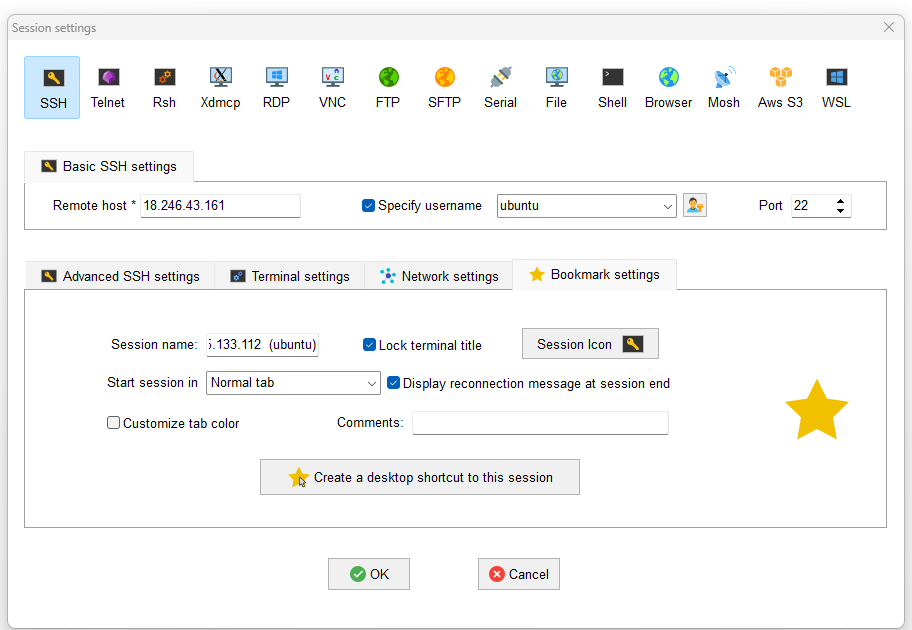 Session settings
SSH Telnet Rsh Xdmcp RDP VNC FTP SFTP Serial File Shell Browser Mosh Aws S3 WSL
Basic SSH settings
Remote host * 18.246.43.161 Specify username ubuntu Port 22
Advanced SSH settings Terminal settings Network settings Bookmark settings
Session name: .133.112 (ubuntu) Lock terminal title Session Icon
Start session in Normal tab Display reconnection message at session end
Customize tab color Comments:
Create a desktop shortcut to this session
OK Cancel